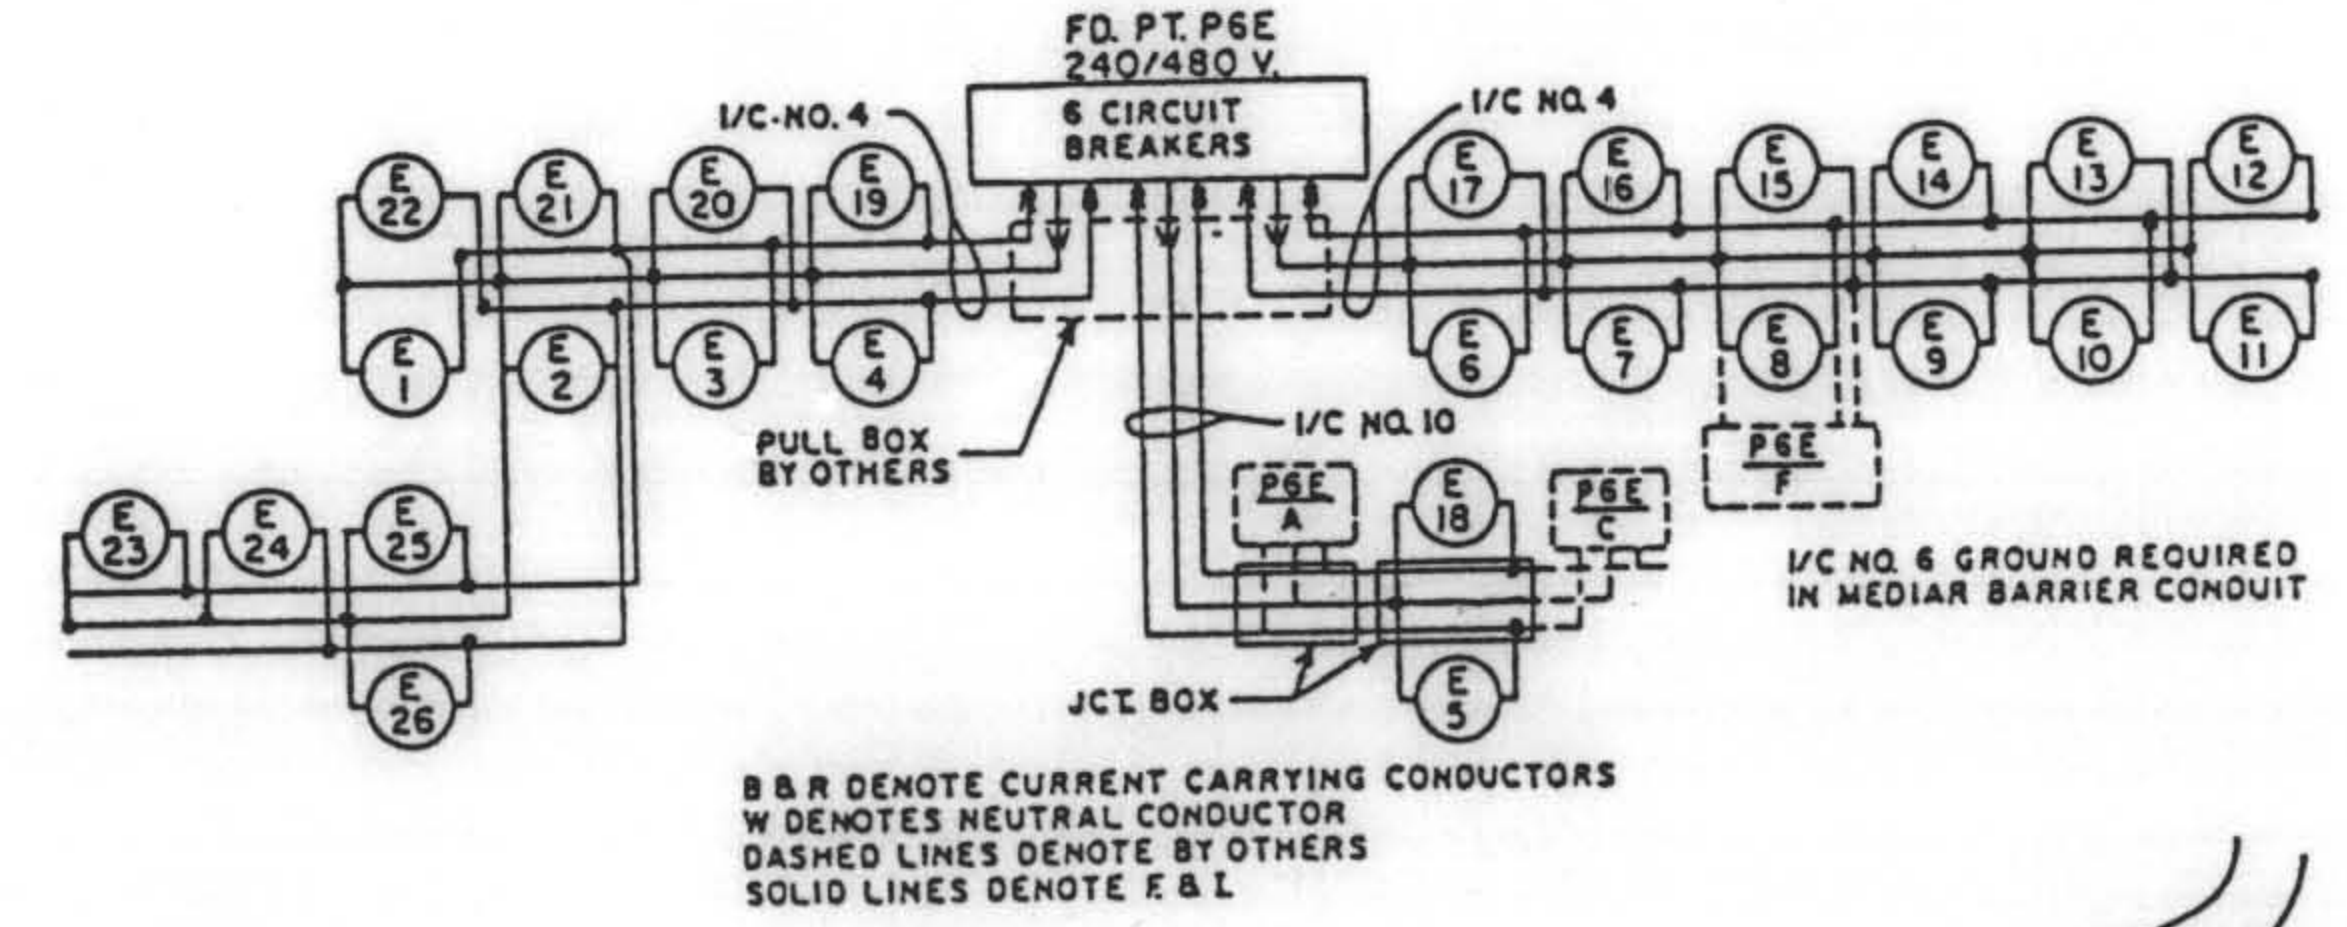 FD. PT. P6E
240/480 V.
6 CIRCUIT
BREAKERS
I/C-NO. 4
I/C NO. 4
R W B R W B R W B
E
22
E
21
E
20
E
19
E
17
E
16
E
15
E
14
E
13
E
12
E
1
E
2
E
3
E
4
E
6
E
7
E
8
E
9
E
10
E
11
PULL BOX
BY OTHERS
I/C NO. 10
P6E
F
E
23
E
24
E
25
P6E
A
E
18
P6E
C
I/C NO. 6 GROUND REQUIRED
IN MEDIAR BARRIER CONDUIT
E
26
JCT. BOX
E
5
B & R DENOTE CURRENT CARRYING CONDUCTORS
W DENOTES NEUTRAL CONDUCTOR
DASHED LINES DENOTE BY OTHERS
SOLID LINES DENOTE F. & I.